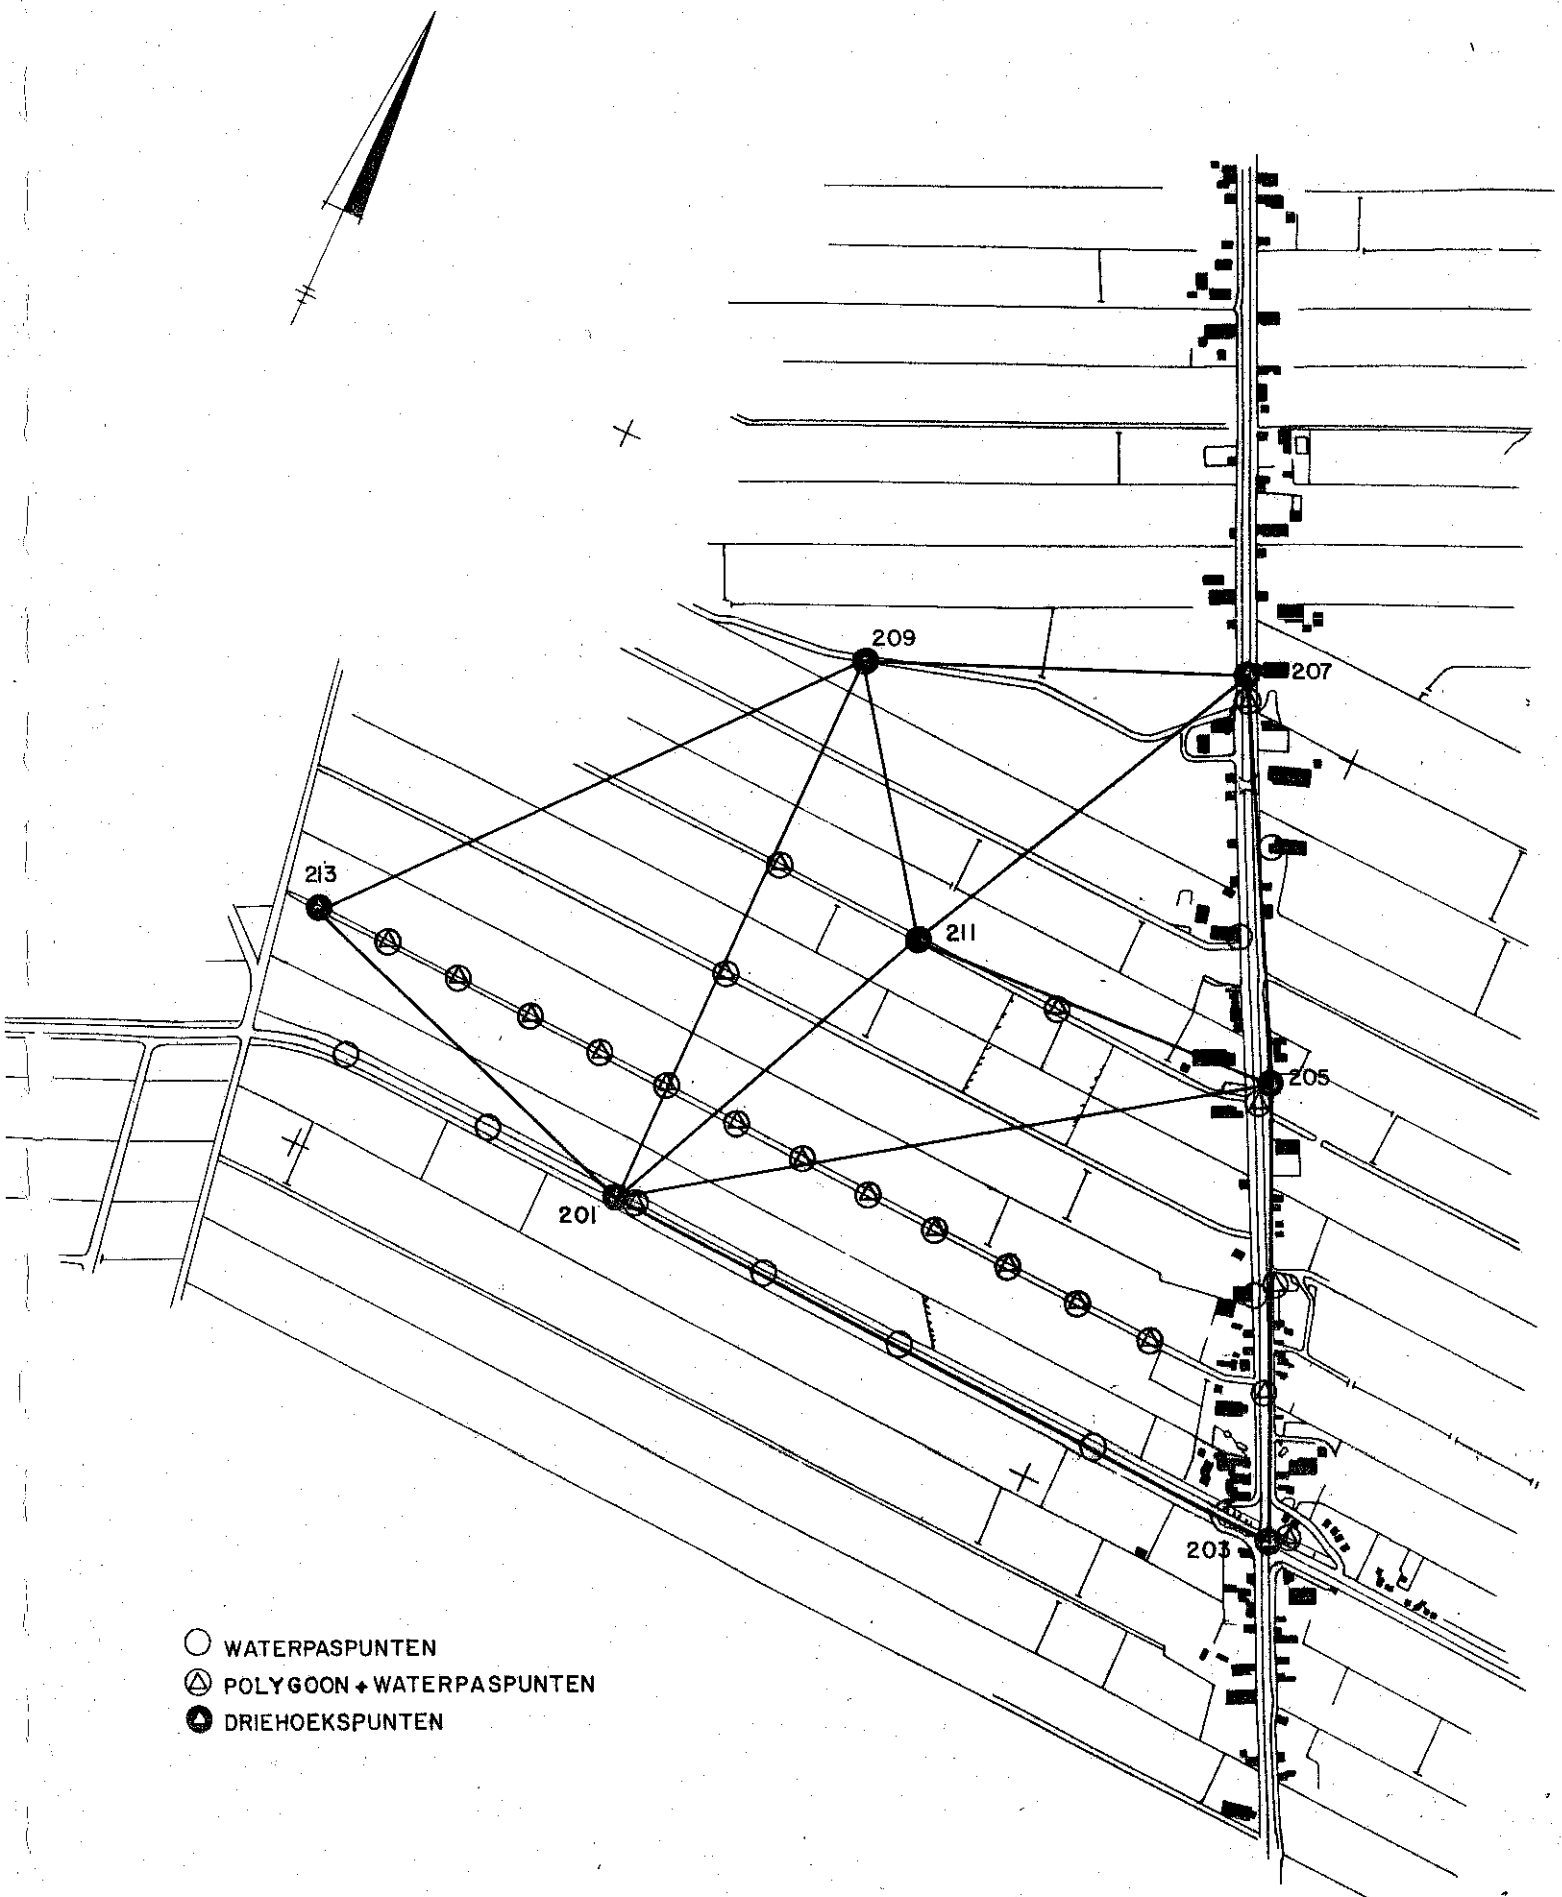 209
207
213
211
205
201
203
WATERPASPUNTEN
POLYGOON + WATERPASPUNTEN
DRIEHOEKSPUNTEN